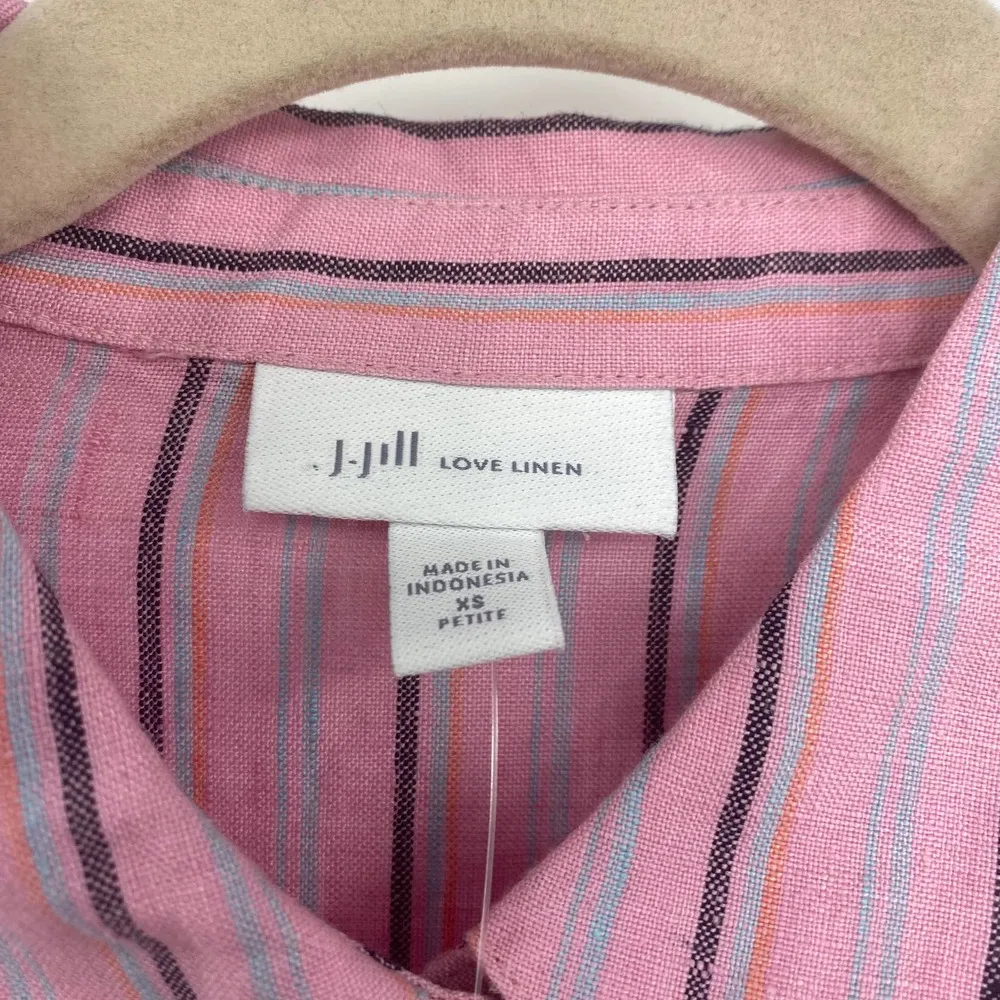 J.Jill LOVE LINEN
MADE IN
INDONESIA
XS
PETITE